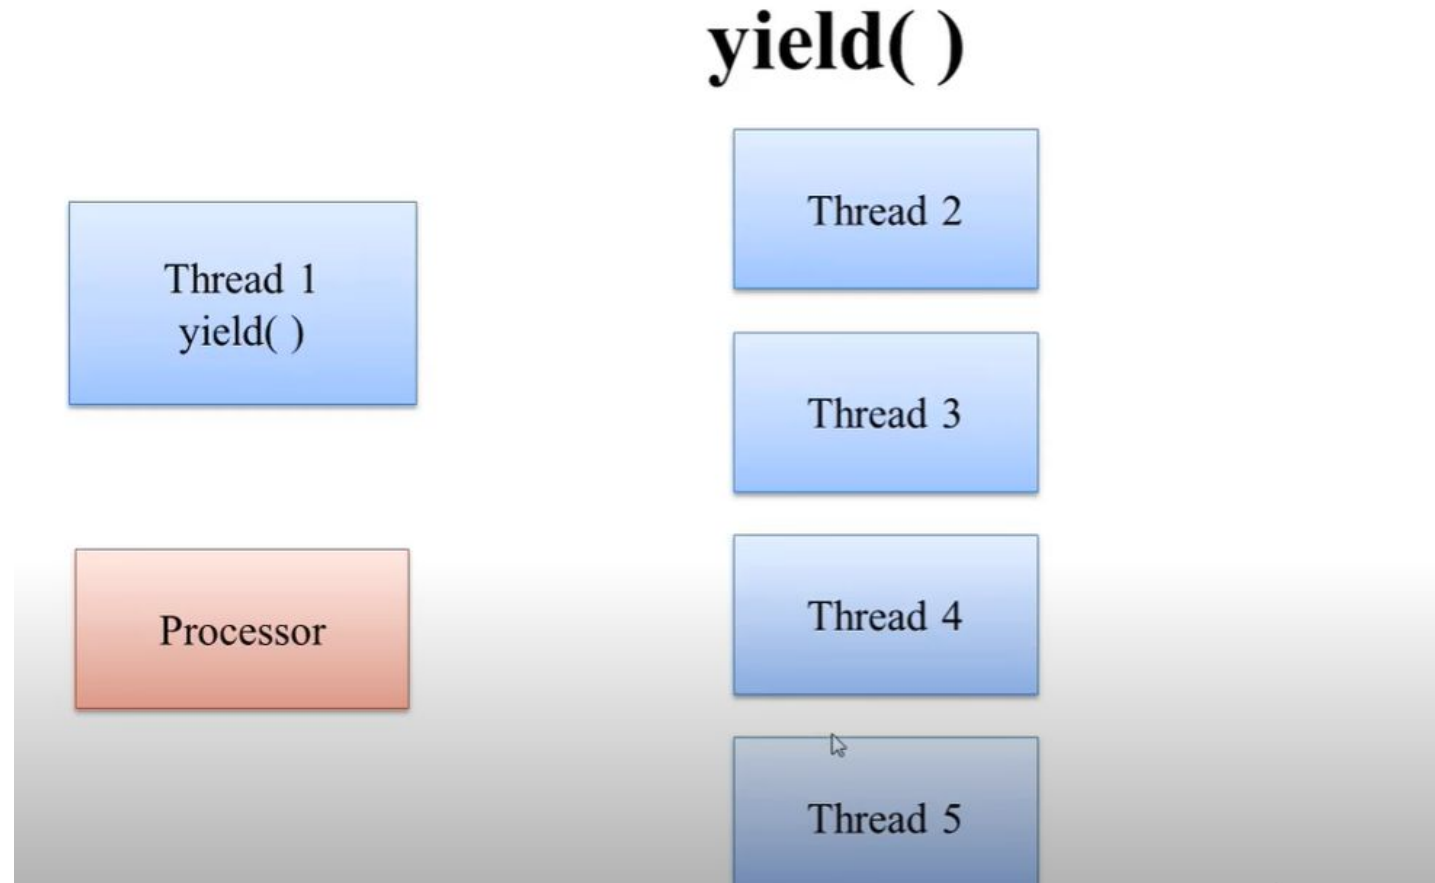 yield( )
Thread 1
yield( )
Processor
Thread 2
Thread 3
Thread 4
Thread 5